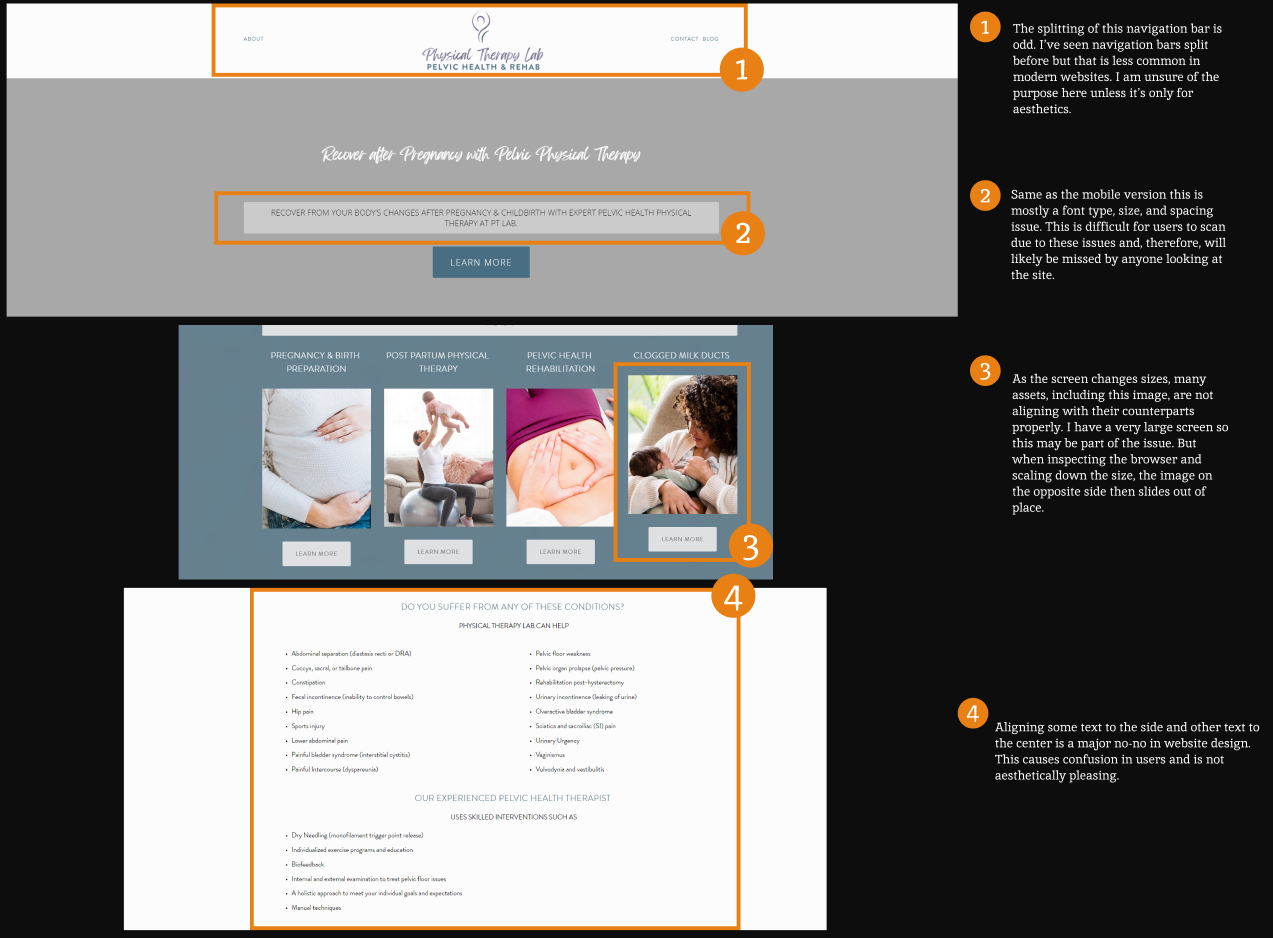 ABOUT
CONTACT BLOG
Physical Therapy Lab
PELVIC HEALTH & REHAB
1
1
The splitting of this navigation bar is
odd. I've seen navigation bars split
before but that is less common in
modern websites. I am unsure of the
purpose here unless it's only for
aesthetics.
Recover after Pregnancy with Pelvic Physical Therapy
RECOVER FROM YOUR BODY'S CHANGES AFTER PREGNANCY & CHILDBIRTH WITH EXPERT PELVIC HEALTH PHYSICAL
THERAPY AT PT LAB.
2
LEARN MORE
2
Same as the mobile version this is
mostly a font type, size, and spacing
issue. This is difficult for users to scan
due to these issues and, therefore, will
likely be missed by anyone looking at
the site.
PREGNANCY & BIRTH
PREPARATION
POST PARTUM PHYSICAL
THERAPY
PELVIC HEALTH
REHABILITATION
CLOGGED MILK DUCTS
LEARN MORE
LEARN MORE
LEARN MORE
LEARN MORE
3
3
As the screen changes sizes, many
assets, including this image, are not
aligning with their counterparts
properly. I have a very large screen so
this may be part of the issue. But
when inspecting the browser and
scaling down the size, the image on
the opposite side then slides out of
place.
4
DO YOU SUFFER FROM ANY OF THESE CONDITIONS?
PHYSICAL THERAPY LAB CAN HELP
• Abdominal separation (diastasis recti or DRA)
• Coccyx, sacral, or tailbone pain
• Constipation
• Fecal incontinence (inability to control bowels)
• Hip pain
• Sports injury
• Lower abdominal pain
• Painful bladder syndrome (interstitial cystitis)
• Painful Intercourse (dyspareunia)
• Pelvic floor weakness
• Pelvic organ prolapse (pelvic pressure)
• Rehabilitation post-hysterectomy
• Urinary incontinence (leaking of urine)
• Overactive bladder syndrome
• Sciatica and sacroiliac (SI) pain
• Urinary Urgency
• Vaginismus
• Vulvodynia and vestibulitis
OUR EXPERIENCED PELVIC HEALTH THERAPIST
USES SKILLED INTERVENTIONS SUCH AS
• Dry Needling (monofilament trigger point release)
• Individualized exercise programs and education
• Biofeedback
• Internal and external examination to treat pelvic floor issues
• A holistic approach to meet your individual goals and expectations
• Manual techniques
4
Aligning some text to the side and other text to
the center is a major no-no in website design.
This causes confusion in users and is not
aesthetically pleasing.